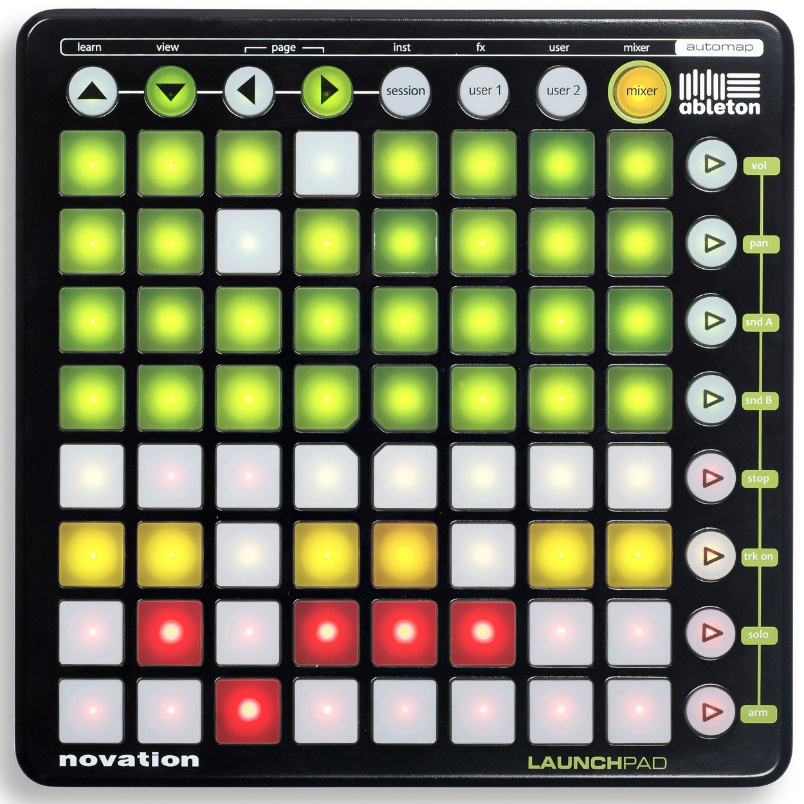 learn view page inst fx user mixer automap
session user 1 user 2 mixer
ableton
vol
pan
snd A
snd B
stop
trk on
solo
arm
novation LAUNCHPAD